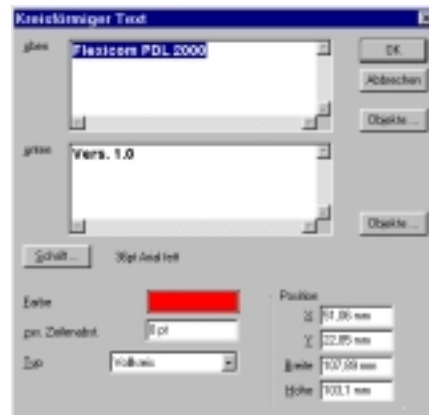 Kreisförmiger Text
oben
Flexicom PDL 2000
OK
Abbrechen
Objekte ...
unten
Vers. 1.0
Objekte ...
Schrift ...
36pt Arial fett
Farbe
Position
X 51,06 mm
zus. Zeilenabst. 0 pt
Y 22,85 mm
Typ Vollkreis
Breite 107,89 mm
Höhe 103,1 mm